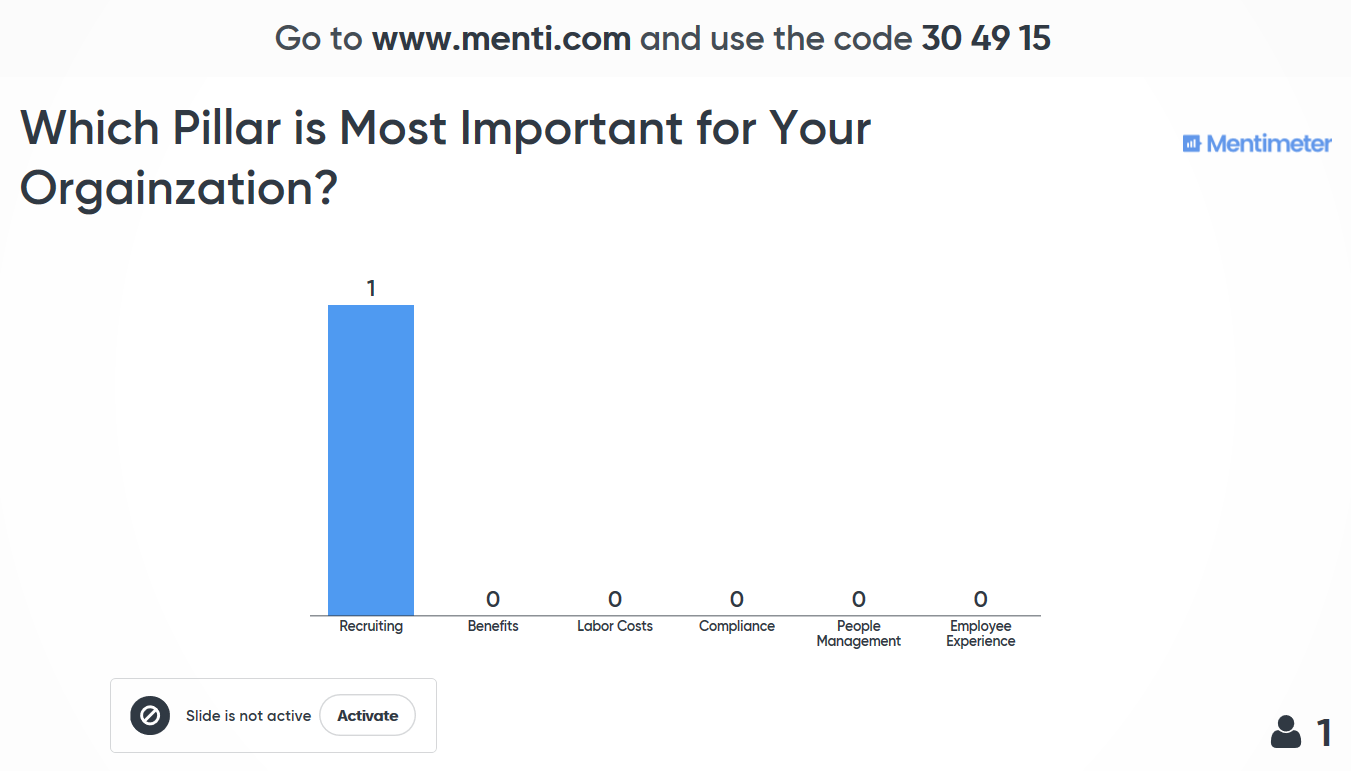 Go to www.menti.com and use the code 30 49 15
Which Pillar is Most Important for Your
Orgainzation?
Mentimeter
1
0 0 0 0 0
Recruiting Benefits Labor Costs Compliance People Management Employee Experience
Slide is not active Activate
1